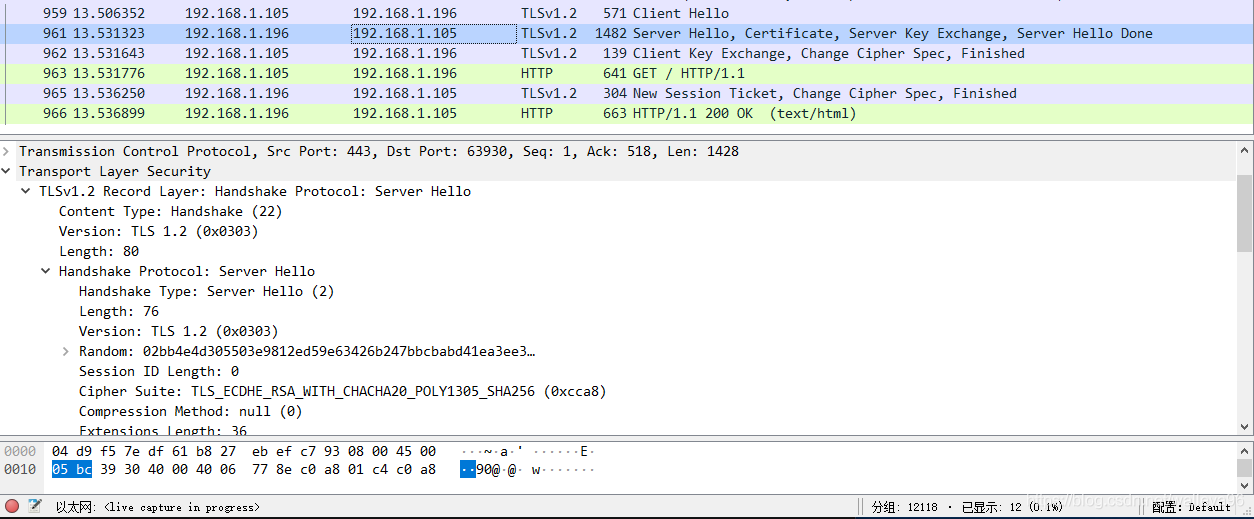 959 13.506352 192.168.1.105 192.168.1.196 TLSv1.2 571 Client Hello
961 13.531323 192.168.1.196 192.168.1.105 TLSv1.2 1482 Server Hello, Certificate, Server Key Exchange, Server Hello Done
962 13.531643 192.168.1.105 192.168.1.196 TLSv1.2 139 Client Key Exchange, Change Cipher Spec, Finished
963 13.531776 192.168.1.105 192.168.1.196 HTTP 641 GET / HTTP/1.1
965 13.536250 192.168.1.196 192.168.1.105 TLSv1.2 304 New Session Ticket, Change Cipher Spec, Finished
966 13.536899 192.168.1.196 192.168.1.105 HTTP 663 HTTP/1.1 200 OK (text/html)
Transmission Control Protocol, Src Port: 443, Dst Port: 63930, Seq: 1, Ack: 518, Len: 1428
Transport Layer Security
TLSv1.2 Record Layer: Handshake Protocol: Server Hello
Content Type: Handshake (22)
Version: TLS 1.2 (0x0303)
Length: 80
Handshake Protocol: Server Hello
Handshake Type: Server Hello (2)
Length: 76
Version: TLS 1.2 (0x0303)
Random: 02bb4e4d305503e9812ed59e63426b247bbcbabd41ea3ee3…
Session ID Length: 0
Cipher Suite: TLS_ECDHE_RSA_WITH_CHACHA20_POLY1305_SHA256 (0xcca8)
Compression Method: null (0)
Extensions Length: 36
0000 04 d9 f5 7e df 61 b8 27 eb ef c7 93 08 00 45 00 ···~·a·' ······E·
0010 05 bc 39 30 40 00 40 06 77 8e c0 a8 01 c4 c0 a8 ··90@·@· w·······
以太网: <live capture in progress> 分组: 12118 · 已显示: 12 (0.1%) 配置: Default